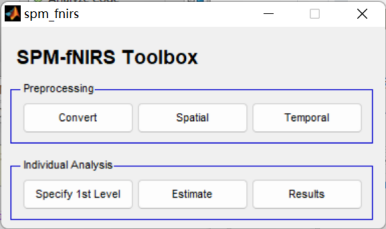 spm_fnirs
SPM-fNIRS Toolbox
Preprocessing
Convert Spatial Temporal
Individual Analysis
Specify 1st Level Estimate Results